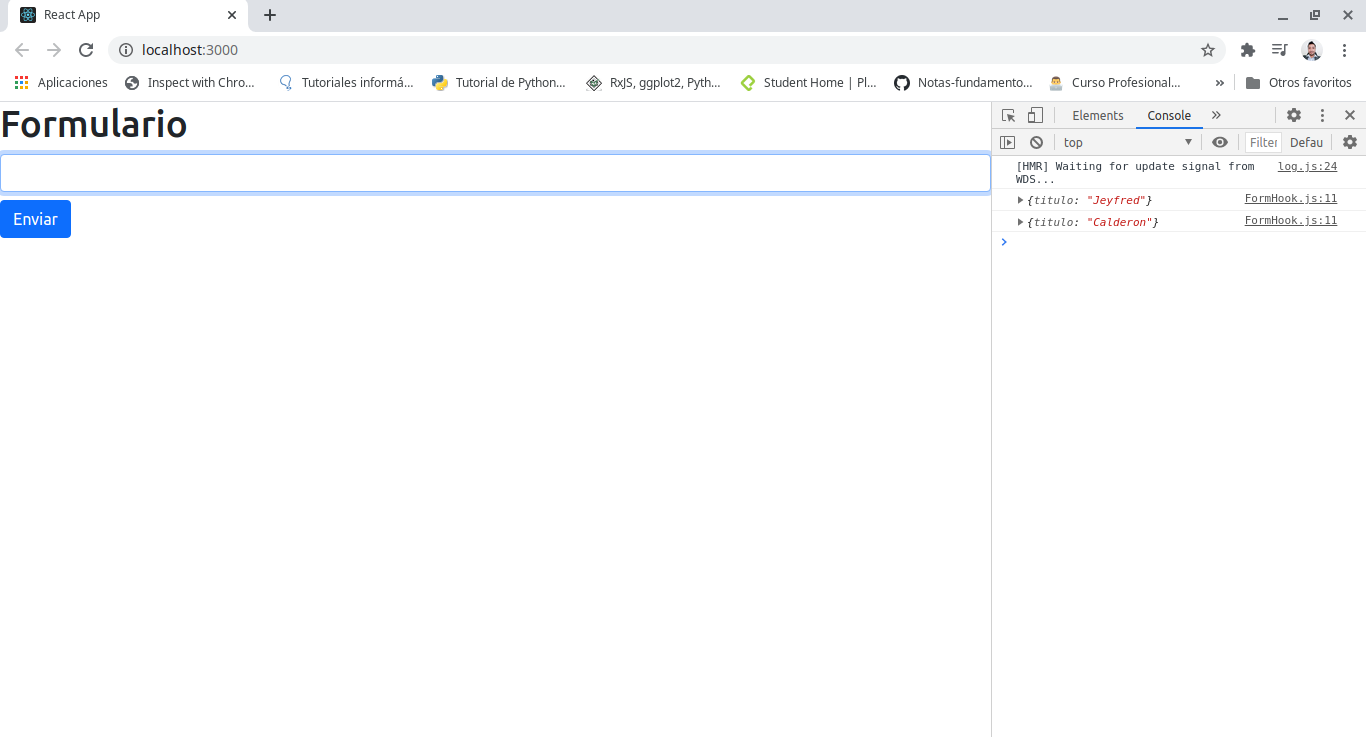 React App
localhost:3000
Aplicaciones
Inspect with Chro...
Tutoriales informá...
Tutorial de Python...
RxJS, ggplot2, Pyth...
Student Home | Pl...
Notas-fundamento...
Curso Profesional...
»
Otros favoritos
Formulario
Enviar
Elements
Console
»
top
Filter
Defau
[HMR] Waiting for update signal from log.js:24
WDS...
{titulo: "Jeyfred"} FormHook.js:11
{titulo: "Calderon"} FormHook.js:11